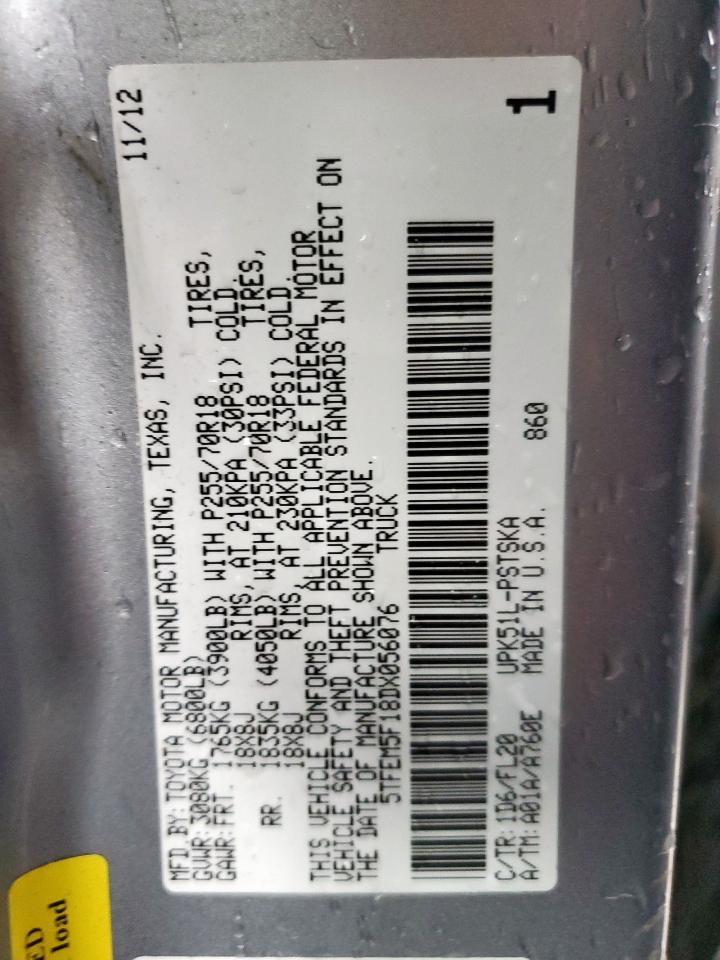 11/12
MFD.BY:TOYOTA MOTOR MANUFACTURING, TEXAS, INC.
GVWR:3080KG (6800LB)
GAWR:FRT. 1765KG (3900LB) WITH P255/70R18 TIRES,
18X8J RIMS, AT 210KPA (30PSI) COLD.
RR. 1835KG (4050LB) WITH P255/70R18 TIRES,
18X8J RIMS AT 230KPA (33PSI) COLD.
THIS VEHICLE CONFORMS TO ALL APPLICABLE FEDERAL MOTOR
VEHICLE SAFETY AND THEFT PREVENTION STANDARDS IN EFFECT ON
THE DATE OF MANUFACTURE SHOWN ABOVE.
5TFEM5F18DX056076 TRUCK
C/TR:1D6/FL20 UPK51L-PSTSKA 860
A/TM:A01A/A760E MADE IN U.S.A.
1
load